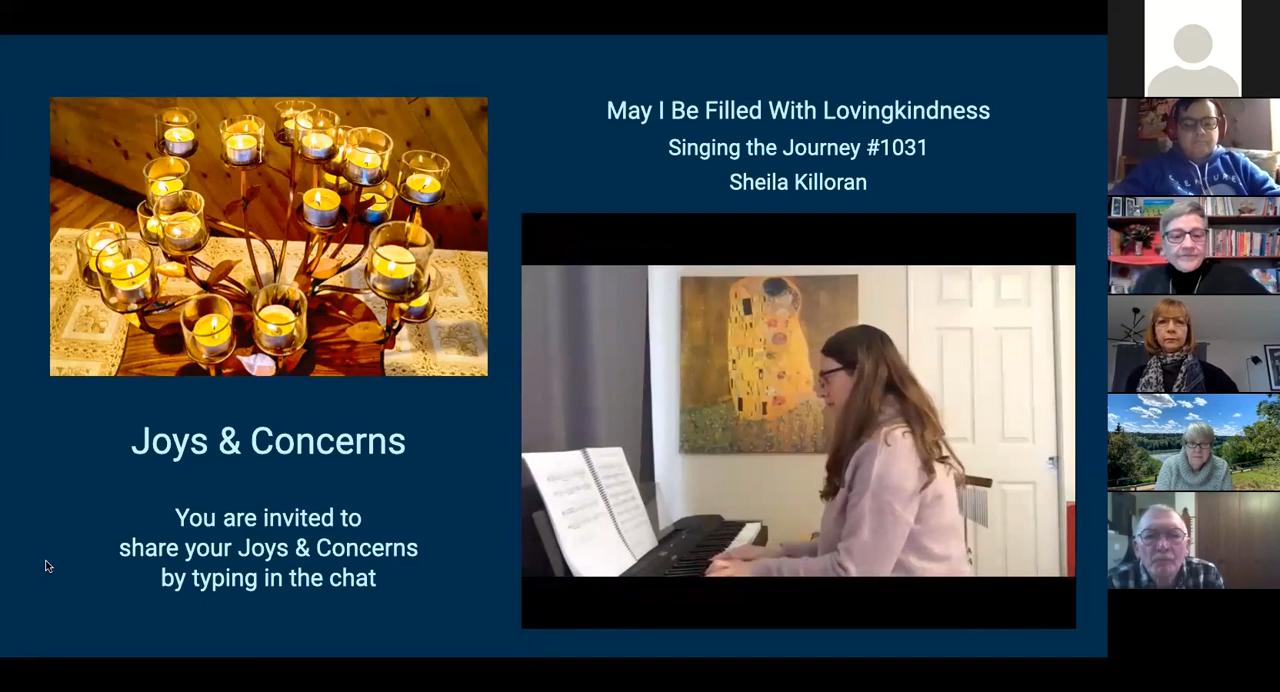 May I Be Filled With Lovingkindness
Singing the Journey #1031
Sheila Killoran
Joys & Concerns
You are invited to
share your Joys & Concerns
by typing in the chat